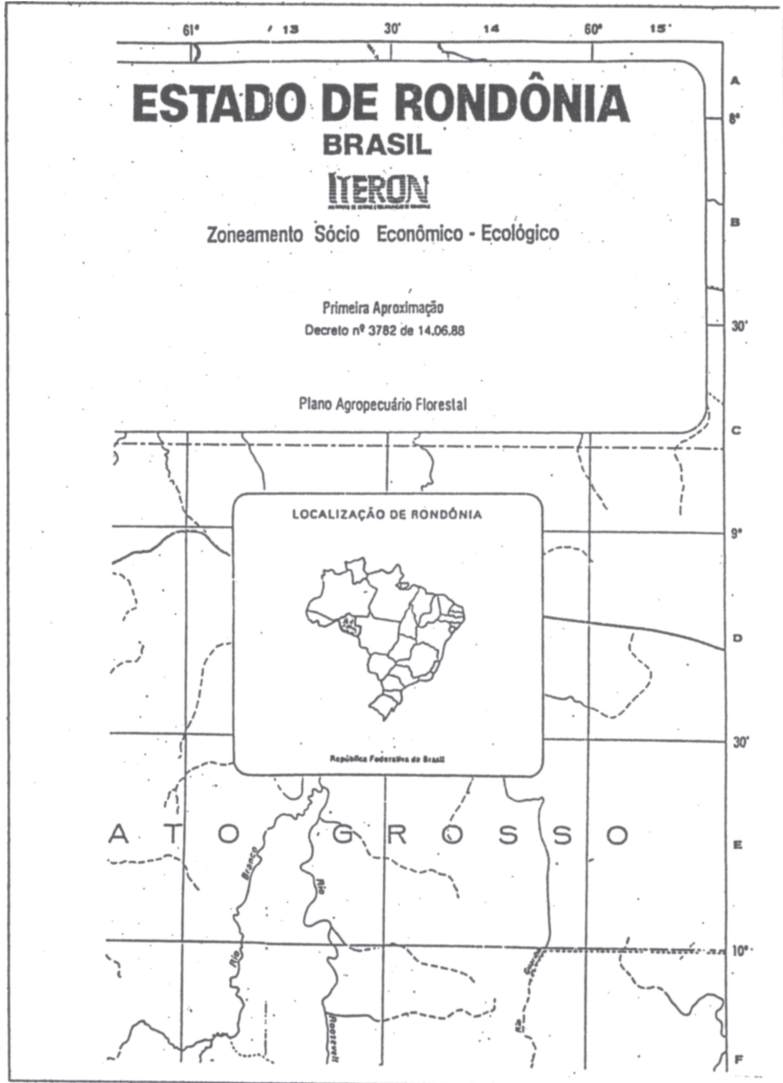 61° 13 30' 14 60° 15
A
ESTADO DE RONDÔNIA
8°
BRASIL
ITERON
B
Zoneamento Sócio Econômico - Ecológico
Primeira Aproximação
30'
Decreto nº 3782 de 14.06.88
Plano Agropecuário Florestal
C
LOCALIZAÇÃO DE RONDÔNIA
9°
D
República Federativa do Brasil
30'
ATO GROSSO
E
Branco
Rio
Rio
10°
Roosevelt
F